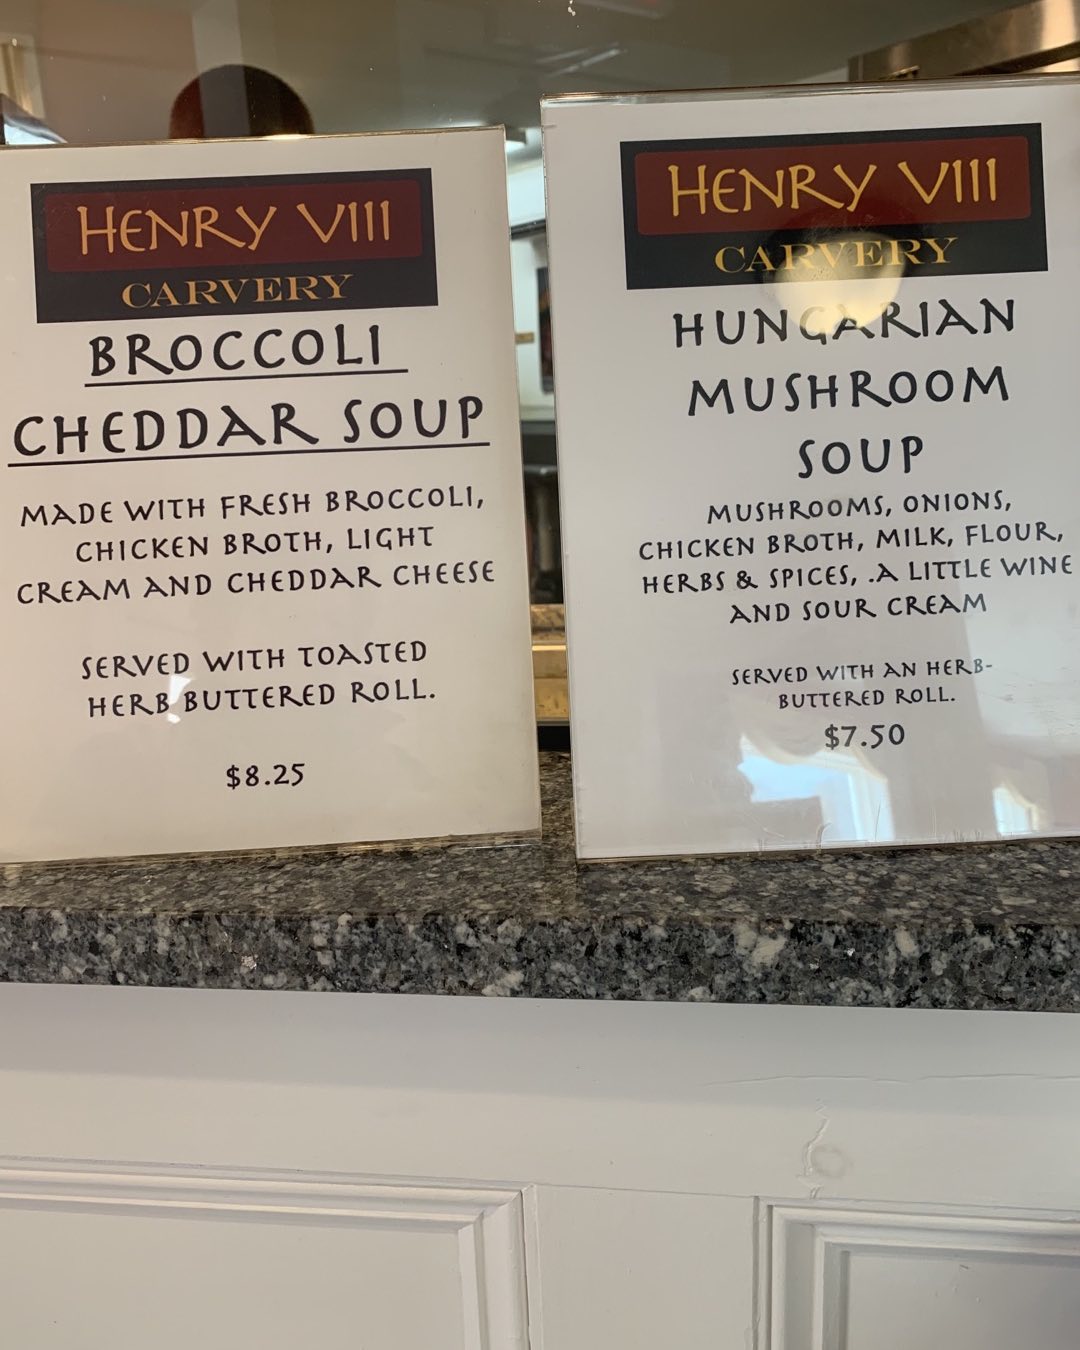 HENRY VIII
CARVERY
BROCCOLI
CHEDDAR SOUP
MADE WITH FRESH BROCCOLI,
CHICKEN BROTH, LIGHT
CREAM AND CHEDDAR CHEESE
SERVED WITH TOASTED
HERB BUTTERED ROLL.
$8.25
HENRY VIII
CARVERY
HUNGARIAN
MUSHROOM
SOUP
MUSHROOMS, ONIONS,
CHICKEN BROTH, MILK, FLOUR,
HERBS & SPICES, .A LITTLE WINE
AND SOUR CREAM
SERVED WITH AN HERB-
BUTTERED ROLL.
$7.50